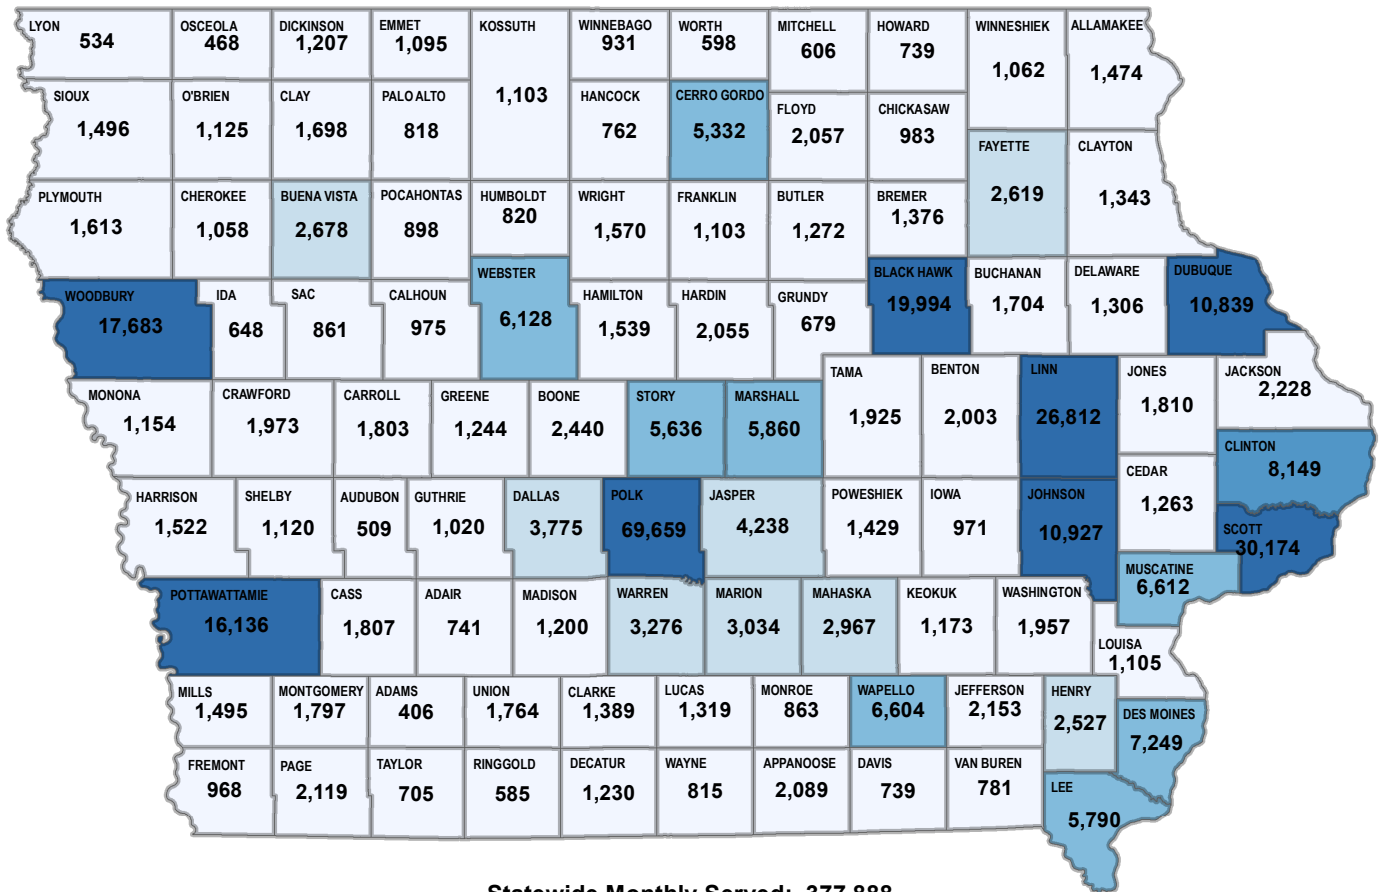 LYON
534
OSCEOLA
468
DICKINSON
1,207
EMMET
1,095
KOSSUTH
1,103
WINNEBAGO
931
WORTH
598
MITCHELL
606
HOWARD
739
WINNESHIEK
1,062
ALLAMAKEE
1,474
SIOUX
1,496
O'BRIEN
1,125
CLAY
1,698
PALO ALTO
818
HANCOCK
762
CERRO GORDO
5,332
FLOYD
2,057
CHICKASAW
983
FAYETTE
2,619
CLAYTON
1,343
PLYMOUTH
1,613
CHEROKEE
1,058
BUENA VISTA
2,678
POCAHONTAS
898
HUMBOLDT
820
WRIGHT
1,570
FRANKLIN
1,103
BUTLER
1,272
BREMER
1,376
WOODBURY
17,683
IDA
648
SAC
861
CALHOUN
975
WEBSTER
6,128
HAMILTON
1,539
HARDIN
2,055
GRUNDY
679
BLACK HAWK
19,994
BUCHANAN
1,704
DELAWARE
1,306
DUBUQUE
10,839
MONONA
1,154
CRAWFORD
1,973
CARROLL
1,803
GREENE
1,244
BOONE
2,440
STORY
5,636
MARSHALL
5,860
TAMA
1,925
BENTON
2,003
LINN
26,812
JONES
1,810
JACKSON
2,228
CLINTON
8,149
CEDAR
1,263
HARRISON
1,522
SHELBY
1,120
AUDUBON
509
GUTHRIE
1,020
DALLAS
3,775
POLK
69,659
JASPER
4,238
POWESHIEK
1,429
IOWA
971
JOHNSON
10,927
SCOTT
30,174
MUSCATINE
6,612
POTTAWATTAMIE
16,136
CASS
1,807
ADAIR
741
MADISON
1,200
WARREN
3,276
MARION
3,034
MAHASKA
2,967
KEOKUK
1,173
WASHINGTON
1,957
LOUISA
1,105
MILLS
1,495
MONTGOMERY
1,797
ADAMS
406
UNION
1,764
CLARKE
1,389
LUCAS
1,319
MONROE
863
WAPELLO
6,604
JEFFERSON
2,153
HENRY
2,527
DES MOINES
7,249
FREMONT
968
PAGE
2,119
TAYLOR
705
RINGGOLD
585
DECATUR
1,230
WAYNE
815
APPANOOSE
2,089
DAVIS
739
VAN BUREN
781
LEE
5,790
Statewide Monthly Served: 377,888